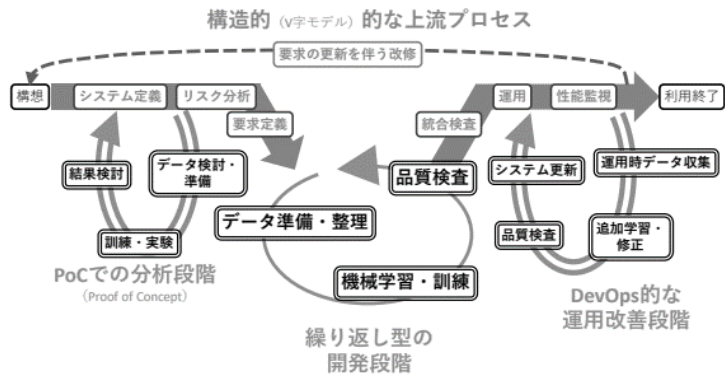 構造的（V字モデル）的な上流プロセス
要求の更新を伴う改修
構想
システム定義
リスク分析
要求定義
統合検査
運用
性能監視
利用終了
結果検討
データ検討・
準備
訓練・実験
品質検査
データ準備・整理
機械学習・訓練
システム更新
運用時データ収集
品質検査
追加学習・
修正
PoCでの分析段階
（Proof of Concept）
繰り返し型の
開発段階
DevOps的な
運用改善段階